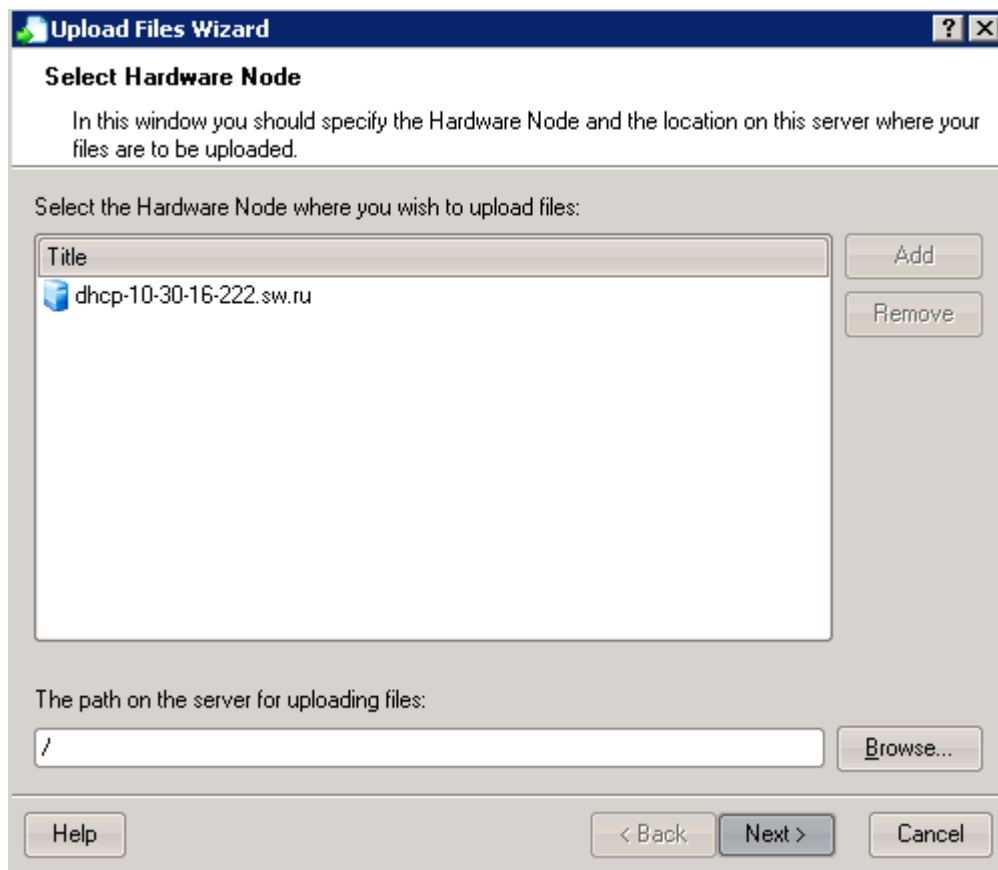 Upload Files Wizard
Select Hardware Node
In this window you should specify the Hardware Node and the location on this server where your
files are to be uploaded.
Select the Hardware Node where you wish to upload files:
Title
Add
dhcp-10-30-16-222.sw.ru
Remove
The path on the server for uploading files:
/
Browse...
Help
< Back
Next >
Cancel